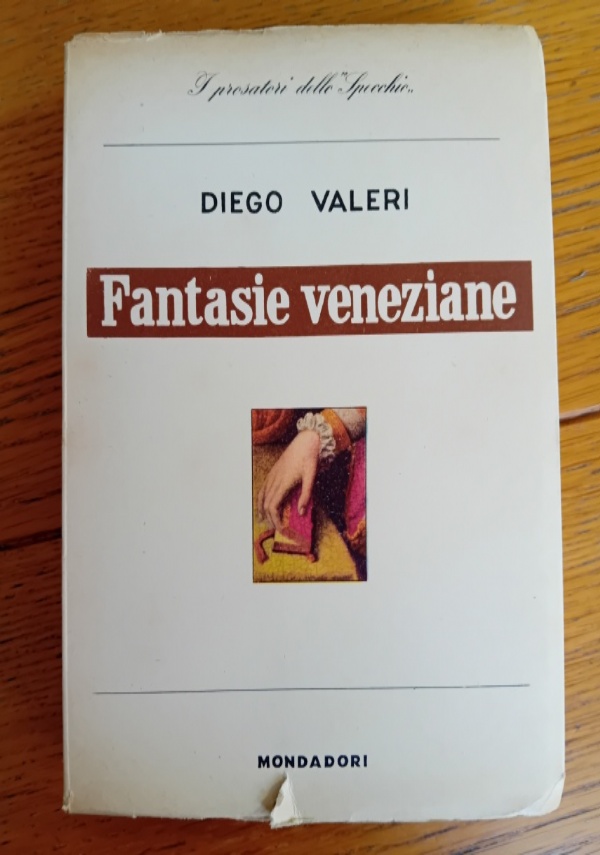 I prosatori dello "Specchio„
DIEGO VALERI
Fantasie veneziane
MONDADORI